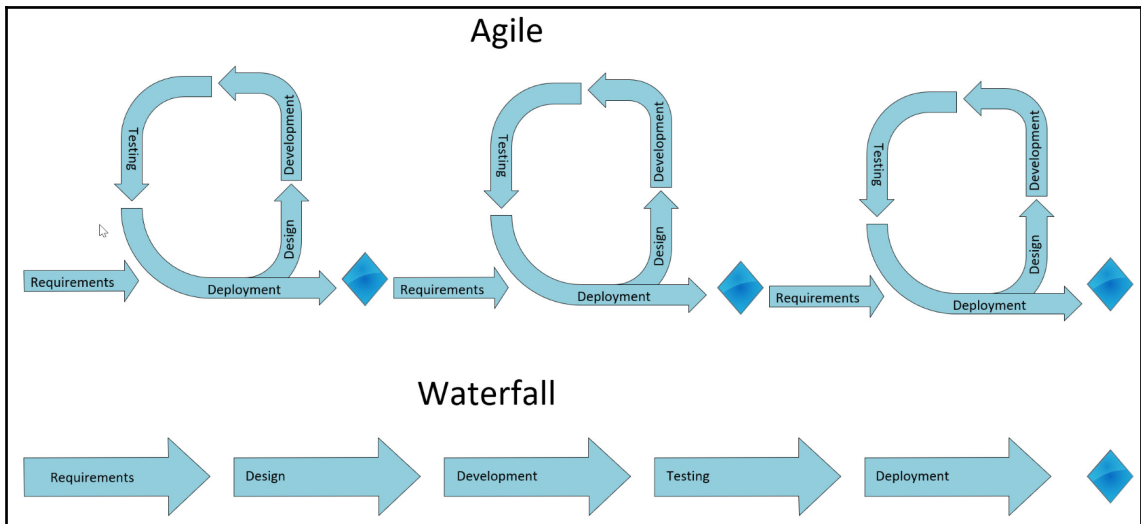 Agile
Testing
Development
Design
Requirements
Deployment
Testing
Development
Design
Requirements
Deployment
Testing
Development
Design
Requirements
Deployment
Waterfall
Requirements
Design
Development
Testing
Deployment